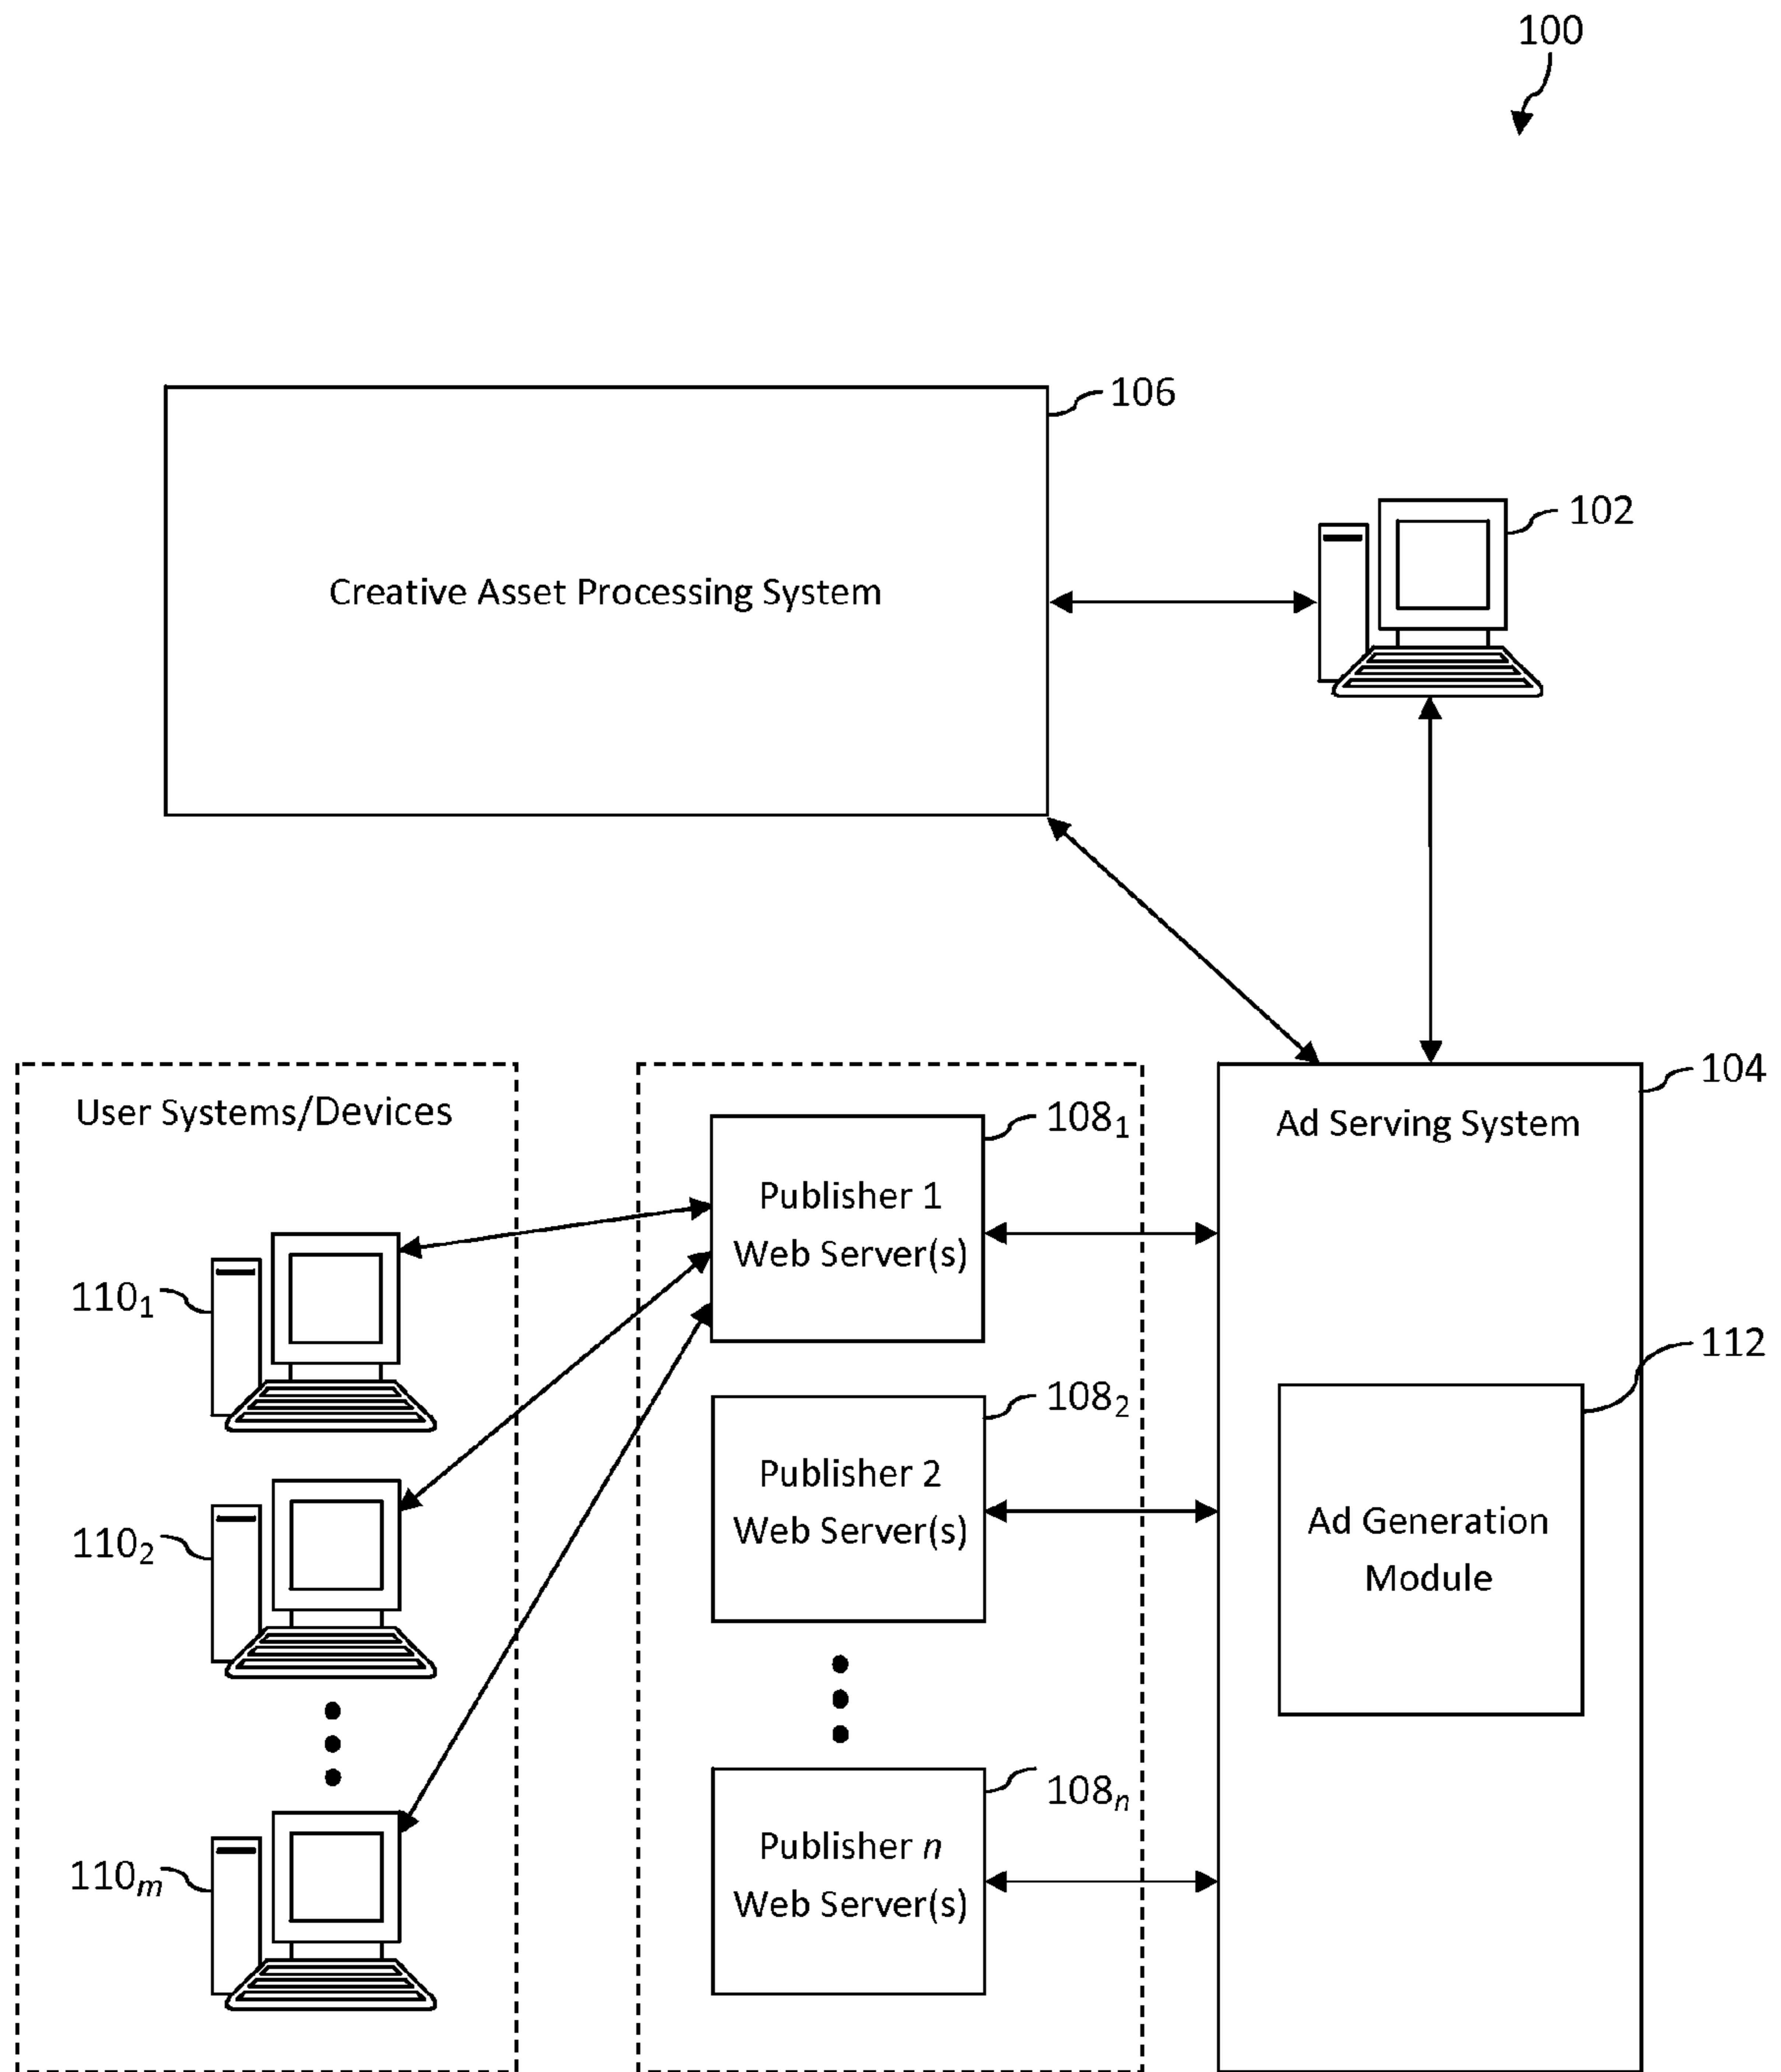 100
106
Creative Asset Processing System
102
104
User Systems/Devices
Ad Serving System
108₁
Publisher 1
Web Server(s)
110₁
112
108₂
Publisher 2
Web Server(s)
110₂
Ad Generation
Module
108ₙ
Publisher n
Web Server(s)
110ₘ